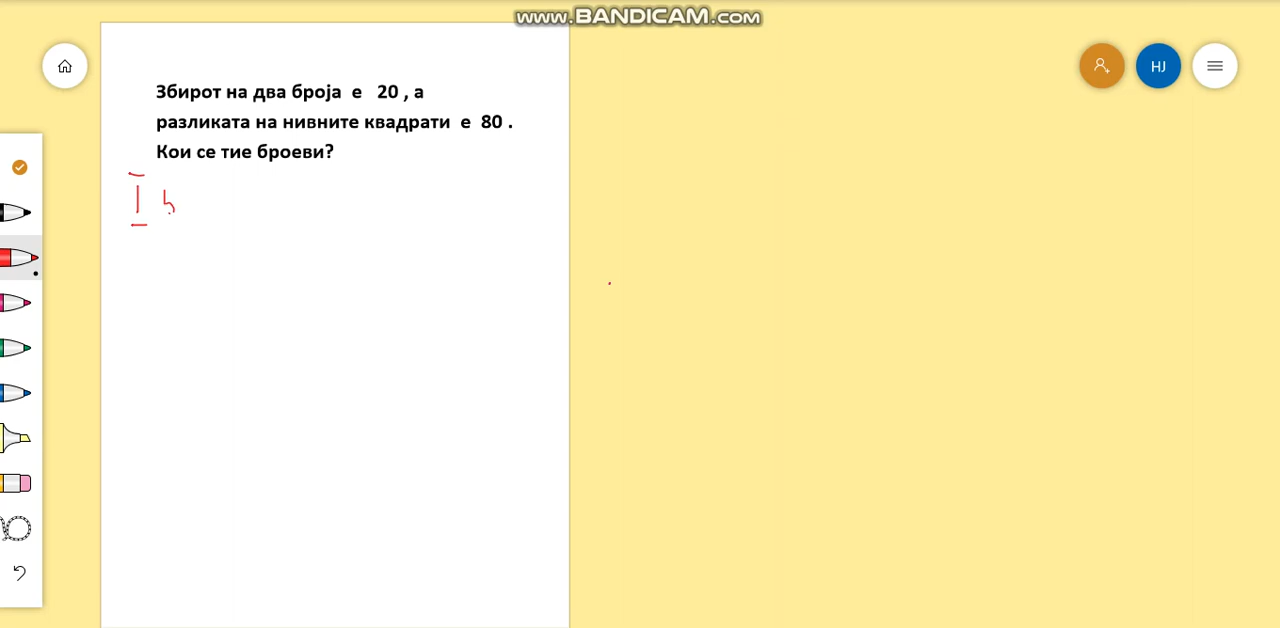 www.BANDICAM.com
HJ
Збирот на два броја е 20 , а
разликата на нивните квадрати е 80 .
Кои се тие броеви?
I